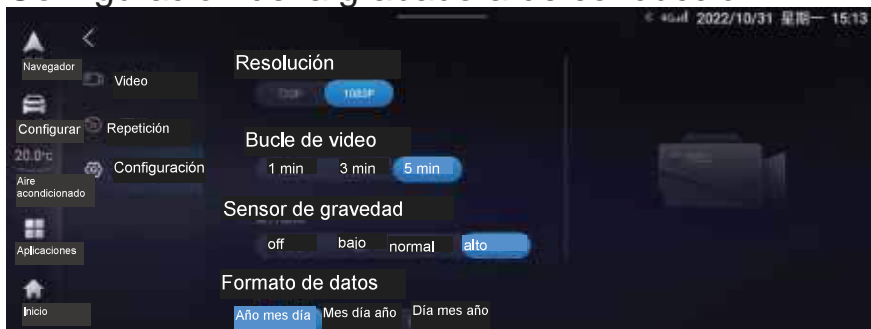 4G 2022/10/31 星期一 15:13
Navegador
Configurar
20.0°C
Aire
acondicionado
Aplicaciones
Inicio
Video
Repetición
Configuración
Resolución
1080P
Bucle de video
1 min 3 min 5 min
Sensor de gravedad
off bajo normal alto
Formato de datos
Año mes día Mes día año Día mes año